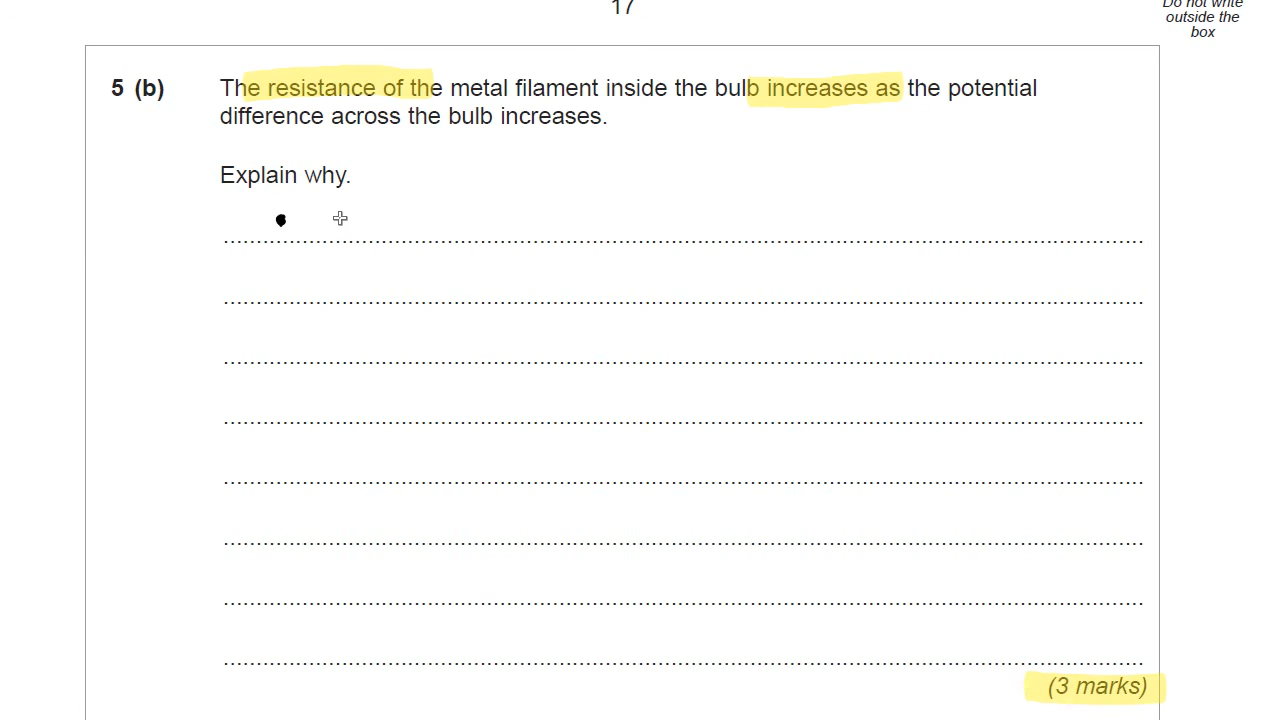 17
Do not write
outside the
box
5 (b) The resistance of the metal filament inside the bulb increases as the potential
difference across the bulb increases.
Explain why.
(3 marks)